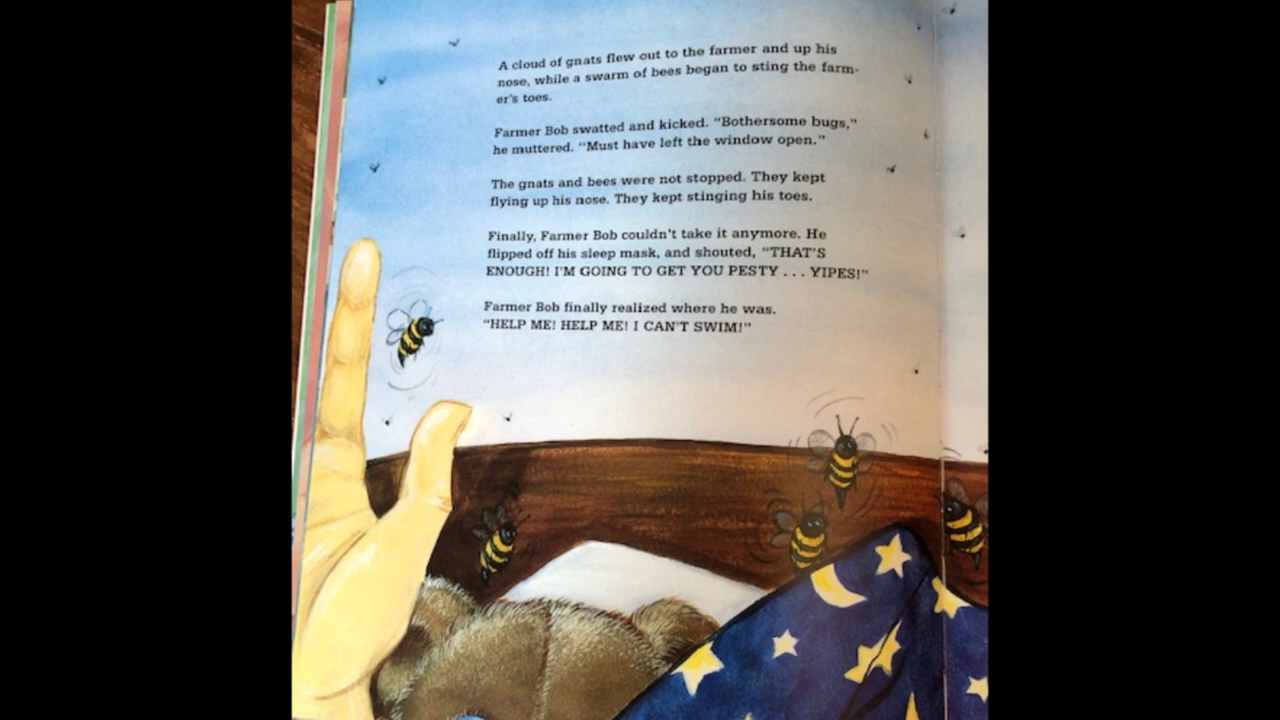 A cloud of gnats flew out to the farmer and up his
nose, while a swarm of bees began to sting the farm-
er's toes.
Farmer Bob swatted and kicked. “Bothersome bugs,”
he muttered. “Must have left the window open.”
The gnats and bees were not stopped. They kept
flying up his nose. They kept stinging his toes.
Finally, Farmer Bob couldn't take it anymore. He
flipped off his sleep mask, and shouted, “THAT'S
ENOUGH! I'M GOING TO GET YOU PESTY . . . YIPES!”
Farmer Bob finally realized where he was.
“HELP ME! HELP ME! I CAN'T SWIM!”